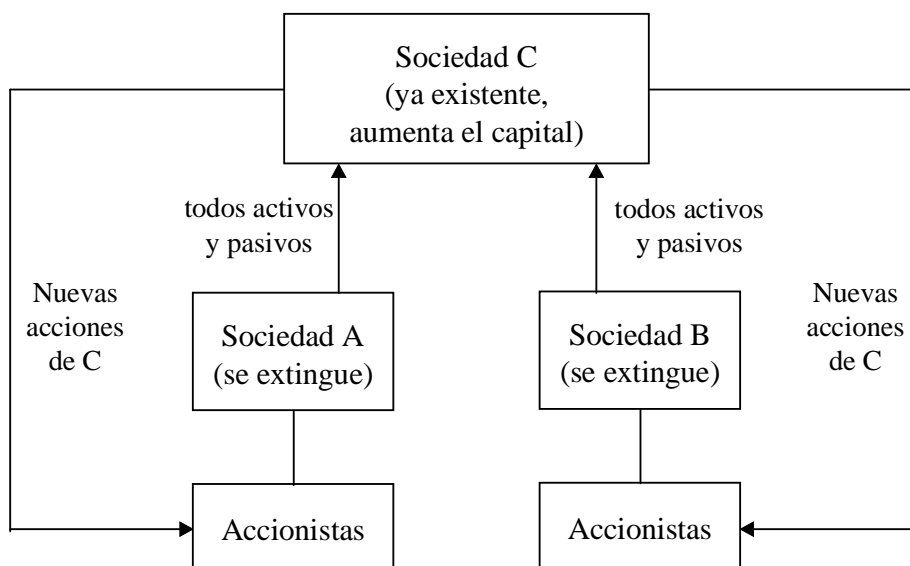 Sociedad C
(ya existente,
aumenta el capital)
todos activos
y pasivos
todos activos
y pasivos
Nuevas
acciones
de C
Sociedad A
(se extingue)
Sociedad B
(se extingue)
Nuevas
acciones
de C
Accionistas
Accionistas